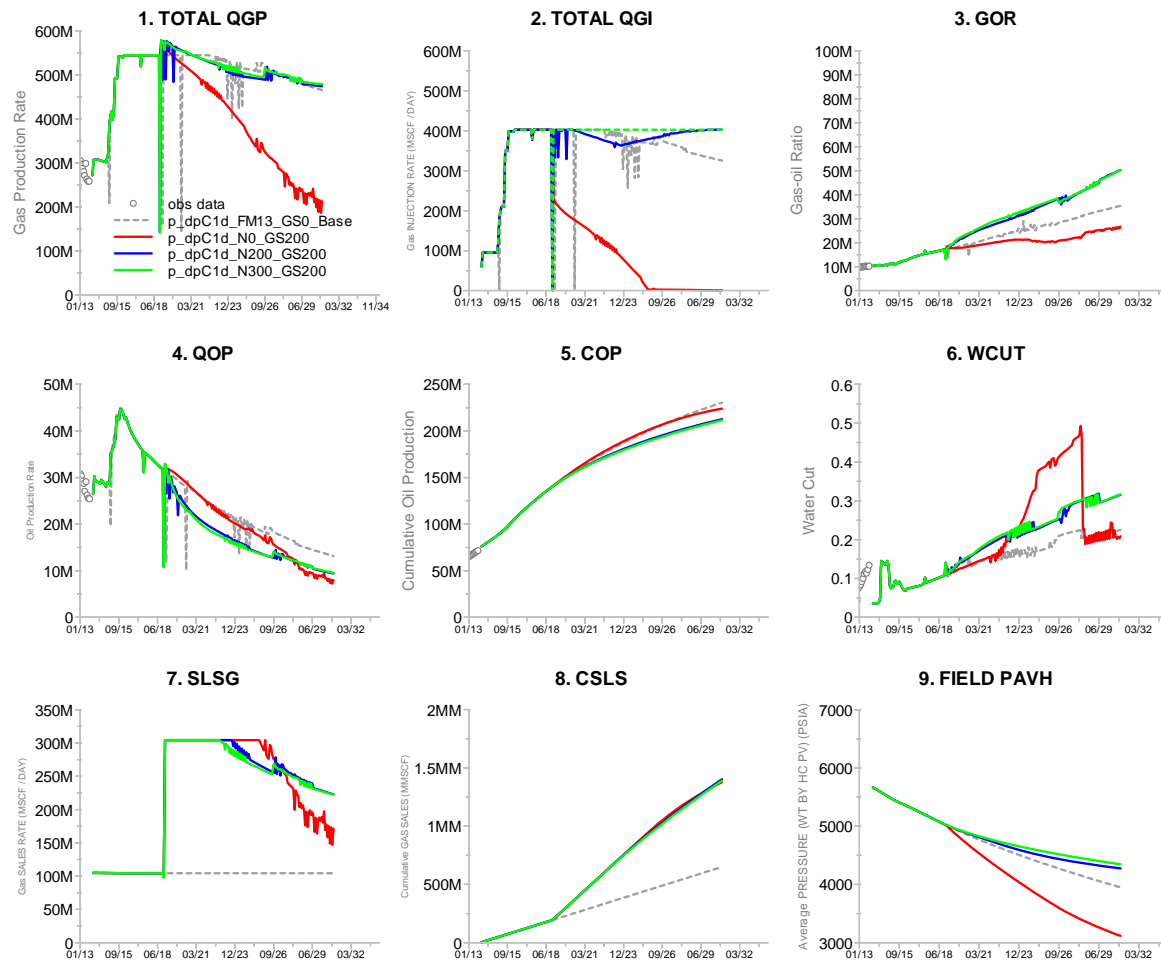 1. TOTAL QGP
Gas Production Rate
600M
500M
400M
300M
200M
100M
0
obs data
p_dpC1d_FM13_GS0_Base
p_dpC1d_N0_GS200
p_dpC1d_N200_GS200
p_dpC1d_N300_GS200
01/13 09/15 06/18 03/21 12/23 09/26 06/29 03/32 11/34
2. TOTAL QGI
Gas INJECTION RATE (MSCF / DAY)
600M
500M
400M
300M
200M
100M
0
01/13 09/15 06/18 03/21 12/23 09/26 06/29 03/32
3. GOR
Gas-oil Ratio
100M
90M
80M
70M
60M
50M
40M
30M
20M
10M
0
01/13 09/15 06/18 03/21 12/23 09/26 06/29 03/32
4. QOP
Oil Production Rate
50M
40M
30M
20M
10M
0
01/13 09/15 06/18 03/21 12/23 09/26 06/29 03/32
5. COP
Cumulative Oil Production
250M
200M
150M
100M
50M
0
01/13 09/15 06/18 03/21 12/23 09/26 06/29 03/32
6. WCUT
Water Cut
0.6
0.5
0.4
0.3
0.2
0.1
0
01/13 09/15 06/18 03/21 12/23 09/26 06/29 03/32
7. SLSG
Gas SALES RATE (MSCF / DAY)
350M
300M
250M
200M
150M
100M
50M
0
01/13 09/15 06/18 03/21 12/23 09/26 06/29 03/32
8. CSLS
Cumulative GAS SALES (MMSCF)
2MM
1.5MM
1MM
500M
0
01/13 09/15 06/18 03/21 12/23 09/26 06/29 03/32
9. FIELD PAVH
Average PRESSURE (WT BY HC PV) (PSIA)
7000
6000
5000
4000
3000
01/13 09/15 06/18 03/21 12/23 09/26 06/29 03/32